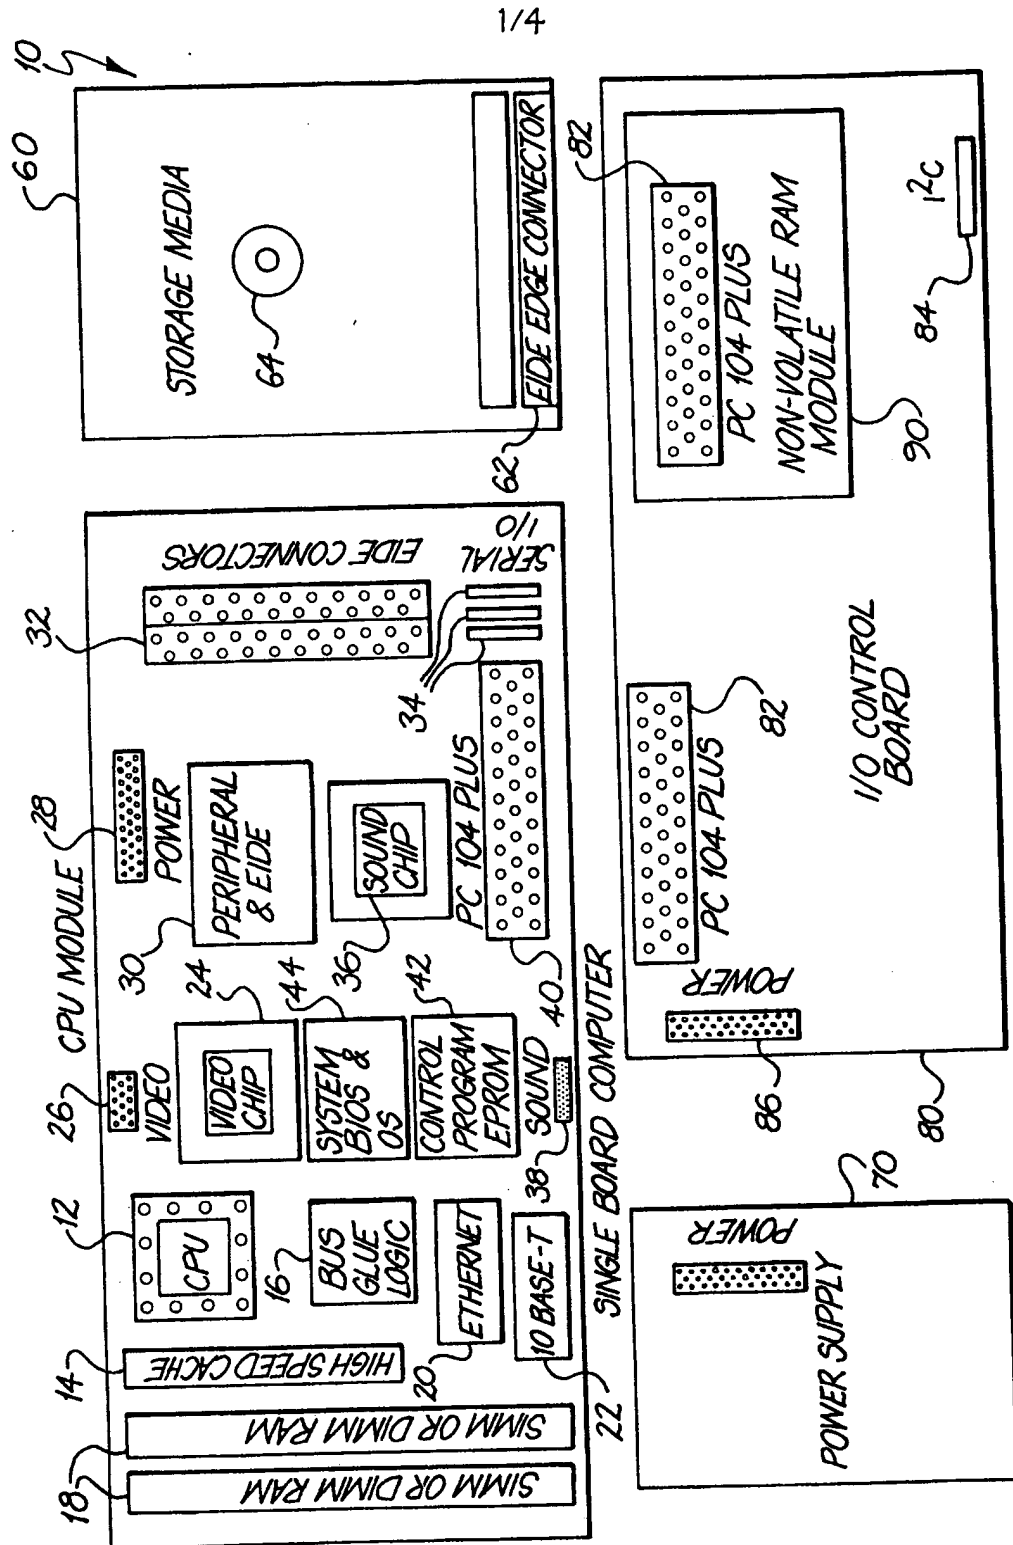 1/4
10
60
STORAGE MEDIA
64
EIDE EDGE CONNECTOR
62
CPU MODULE
18
SIMM OR DIMM RAM
SIMM OR DIMM RAM
14
HIGH SPEED CACHE
12
CPU
16
BUS
GLUE
LOGIC
20
ETHERNET
22
10 BASE-T
26
VIDEO
24
VIDEO
CHIP
44
SYSTEM
BIOS &
OS
42
CONTROL
PROGRAM
EPROM
38
SOUND
28
POWER
30
PERIPHERAL
& EIDE
36
SOUND
CHIP
40
PC 104 PLUS
32
EIDE CONNECTORS
34
SERIAL
I/O
SINGLE BOARD COMPUTER
70
POWER
POWER SUPPLY
80
86
POWER
82
PC 104 PLUS
I/O CONTROL
BOARD
82
PC 104 PLUS
NON-VOLATILE RAM
MODULE
90
84
I2C